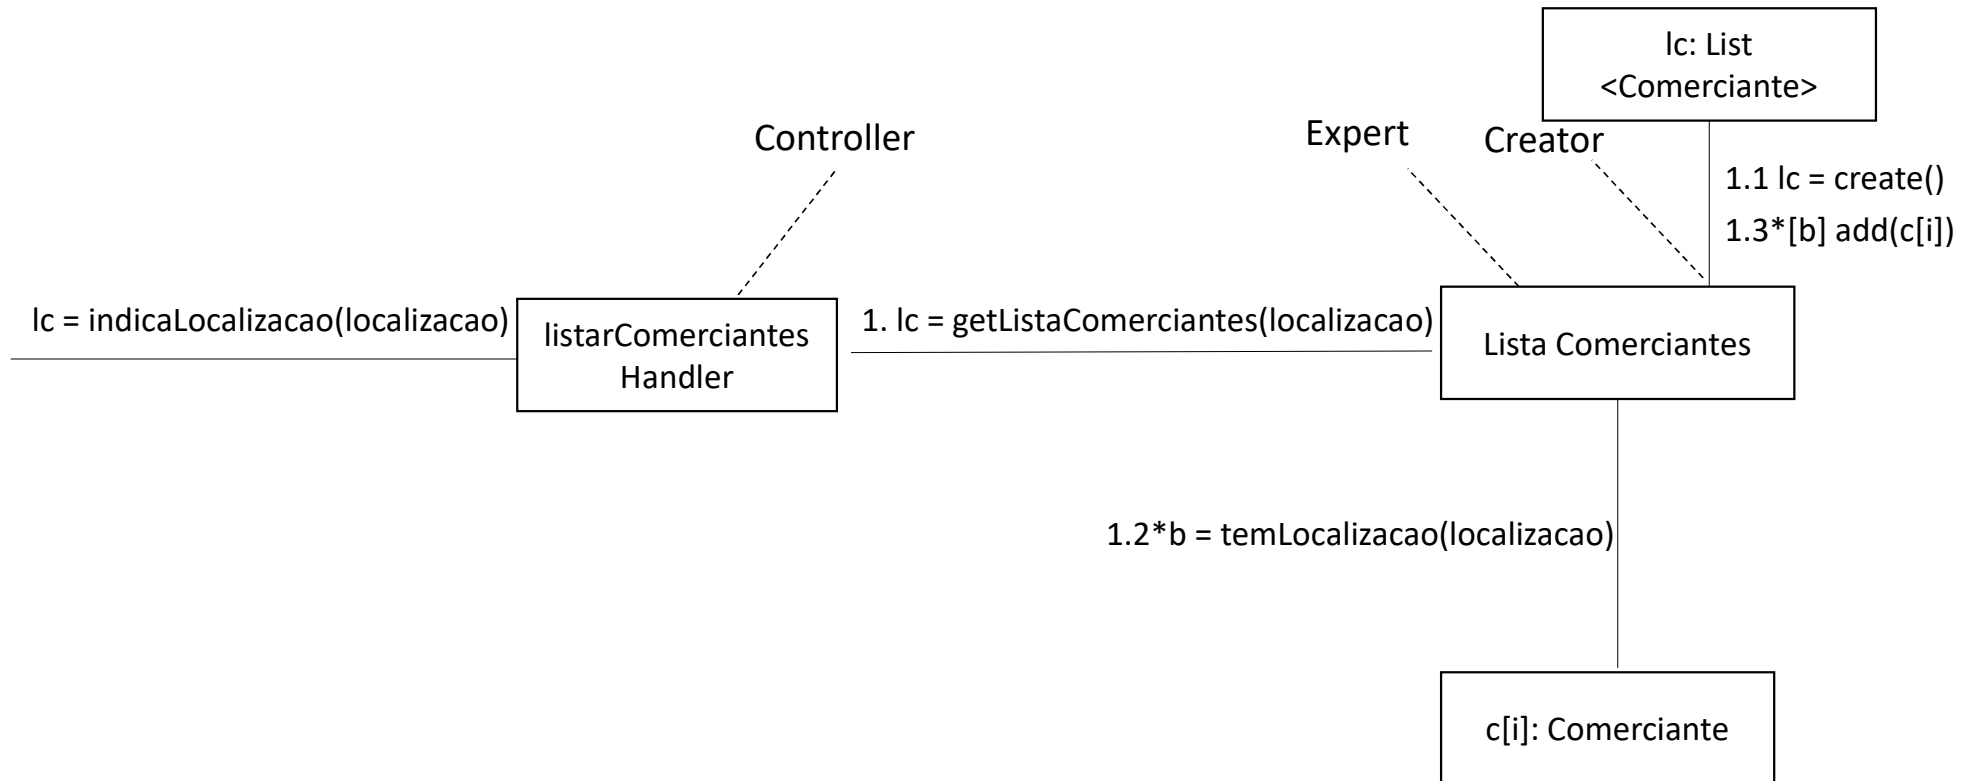 lc: List
<Comerciante>
Controller
Expert
Creator
1.1 lc = create()
1.3*[b] add(c[i])
lc = indicaLocalizacao(localizacao)
listarComerciantes
Handler
1. lc = getListaComerciantes(localizacao)
Lista Comerciantes
1.2*b = temLocalizacao(localizacao)
c[i]: Comerciante